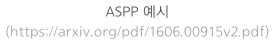 ASPP 예시
(https://arxiv.org/pdf/1606.00915v2.pdf)